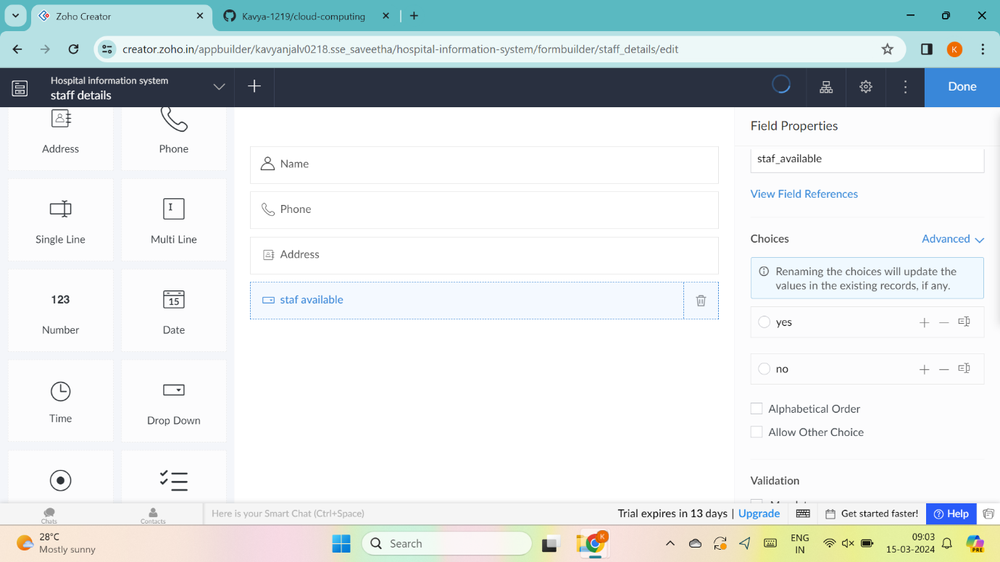 Zoho Creator
Kavya-1219/cloud-computing
creator.zoho.in/appbuilder/kavyanjalv0218.sse_saveetha/hospital-information-system/formbuilder/staff_details/edit
K
Hospital information system
staff details
Done
Address
Phone
Single Line
Multi Line
123
Number
15
Date
Time
Drop Down
Name
Phone
Address
staf available
Field Properties
staf_available
View Field References
Choices
Advanced
Renaming the choices will update the
values in the existing records, if any.
yes
no
Alphabetical Order
Allow Other Choice
Validation
Chats
Contacts
Here is your Smart Chat (Ctrl+Space)
Trial expires in 13 days | Upgrade
Get started faster!
Help
28°C
Mostly sunny
Search
K
ENG
IN
09:03
15-03-2024
PRE